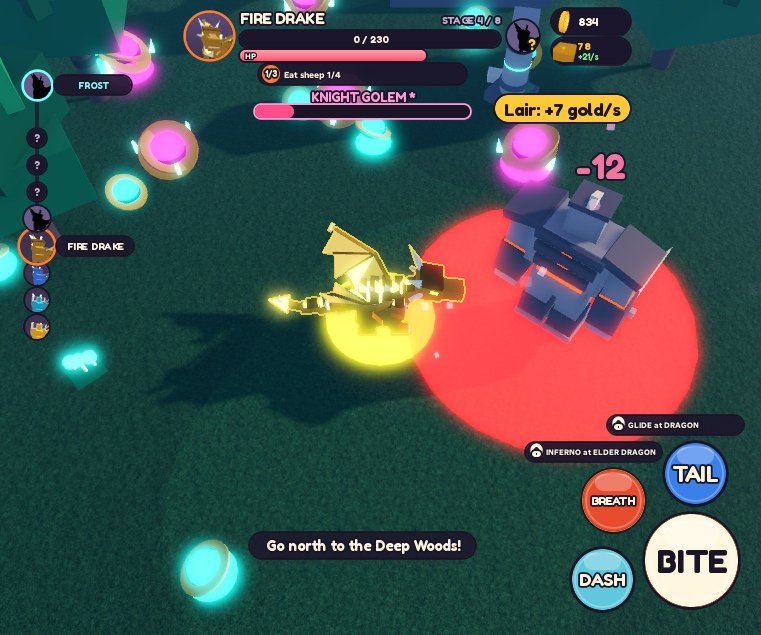 FIRE DRAKE
STAGE 4 / 8
0 / 230
HP
1/3 Eat sheep 1/4
KNIGHT GOLEM *
?
834
78
+21/s
Lair: +7 gold/s
-12
FROST
?
?
?
FIRE DRAKE
GLIDE at DRAGON
INFERNO at ELDER DRAGON
TAIL
BREATH
BITE
DASH
Go north to the Deep Woods!